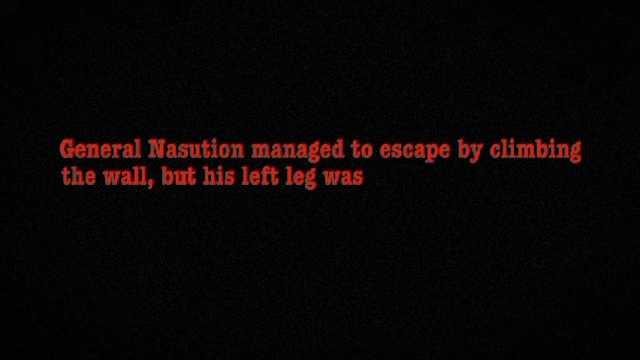 General Nasution managed to escape by climbing
the wall, but his left leg was